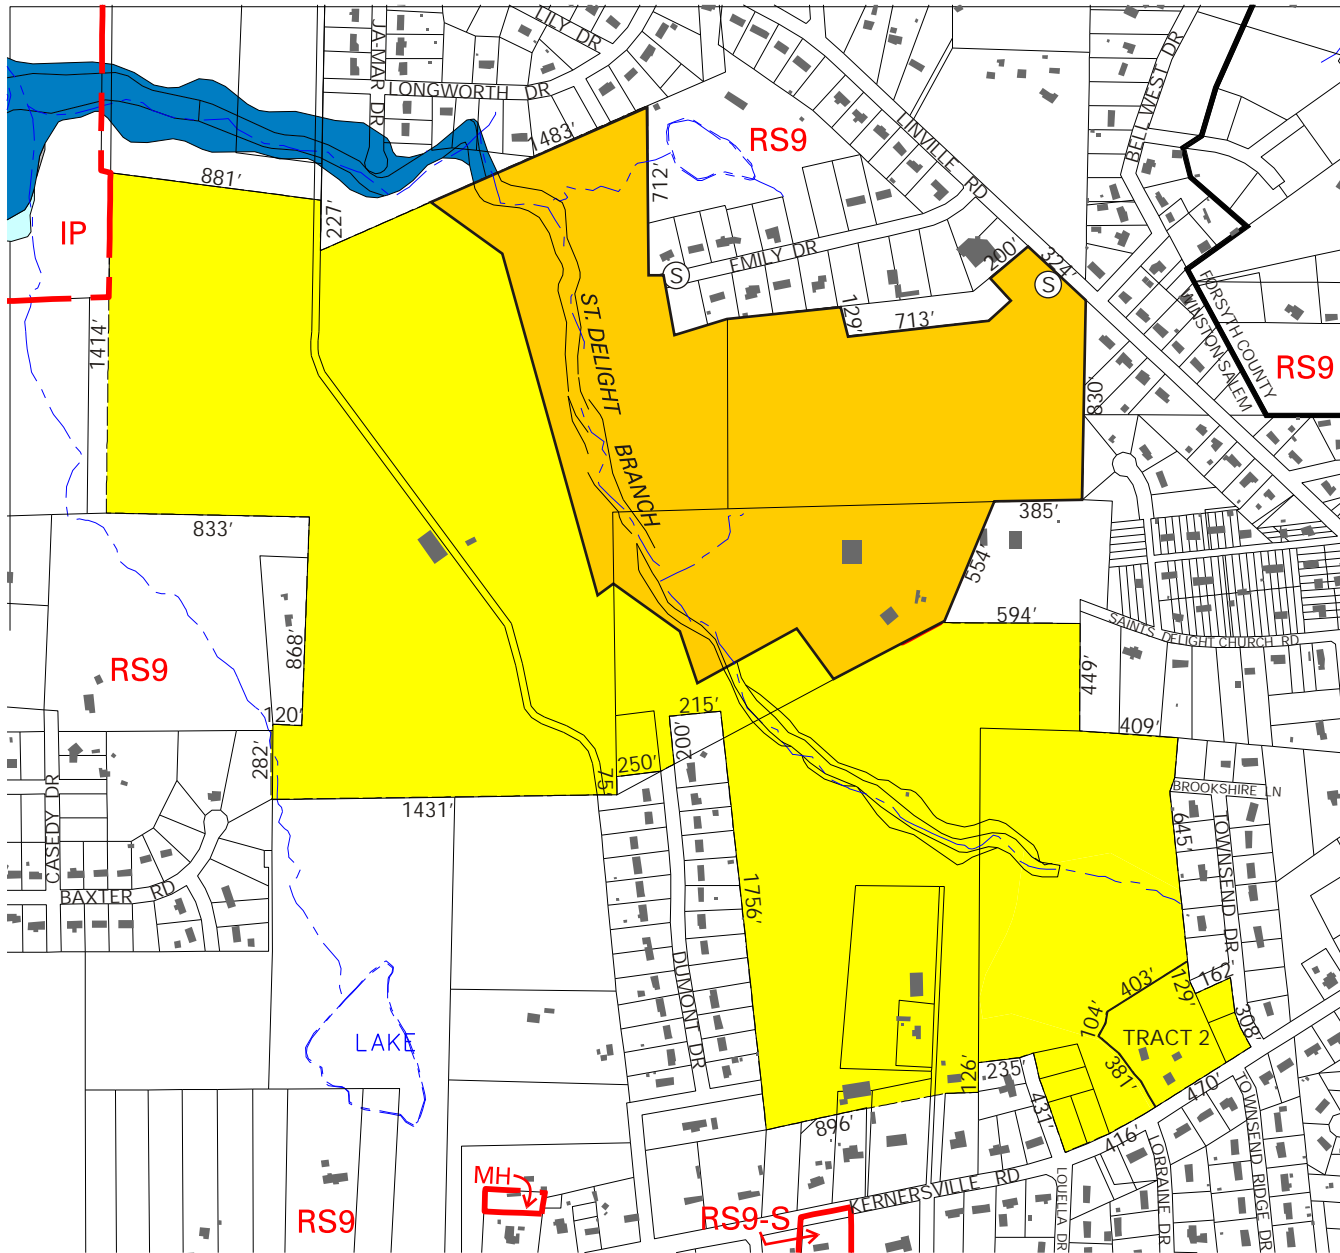 LILY DR
JA-MAR DR
LONGWORTH DR
1483'
BELL WEST DR
LINVILLE RD
RS9
881'
712'
227'
IP
EMILY DR
200'
324'
S
S
FORSYTH COUNTY
WINSTON-SALEM
129'
713'
1414'
ST. DELIGHT BRANCH
RS9
830'
833'
385'
554'
594'
SAINTS DELIGHT CHURCH RD
868'
RS9
449'
120'
215'
200'
409'
282'
250'
75'
BROOKSHIRE LN
CASEDY DR
1431'
645'
TOWNSEND DR
BAXTER RD
1756'
DUMONT DR
403'
129'
162'
104'
TRACT 2
308'
LAKE
381'
126'
235'
470'
431'
416'
896'
TOWNSEND RIDGE DR
LORRAINE DR
LOUELLA DR
MH
KERNERSVILLE RD
RS9
RS9-S